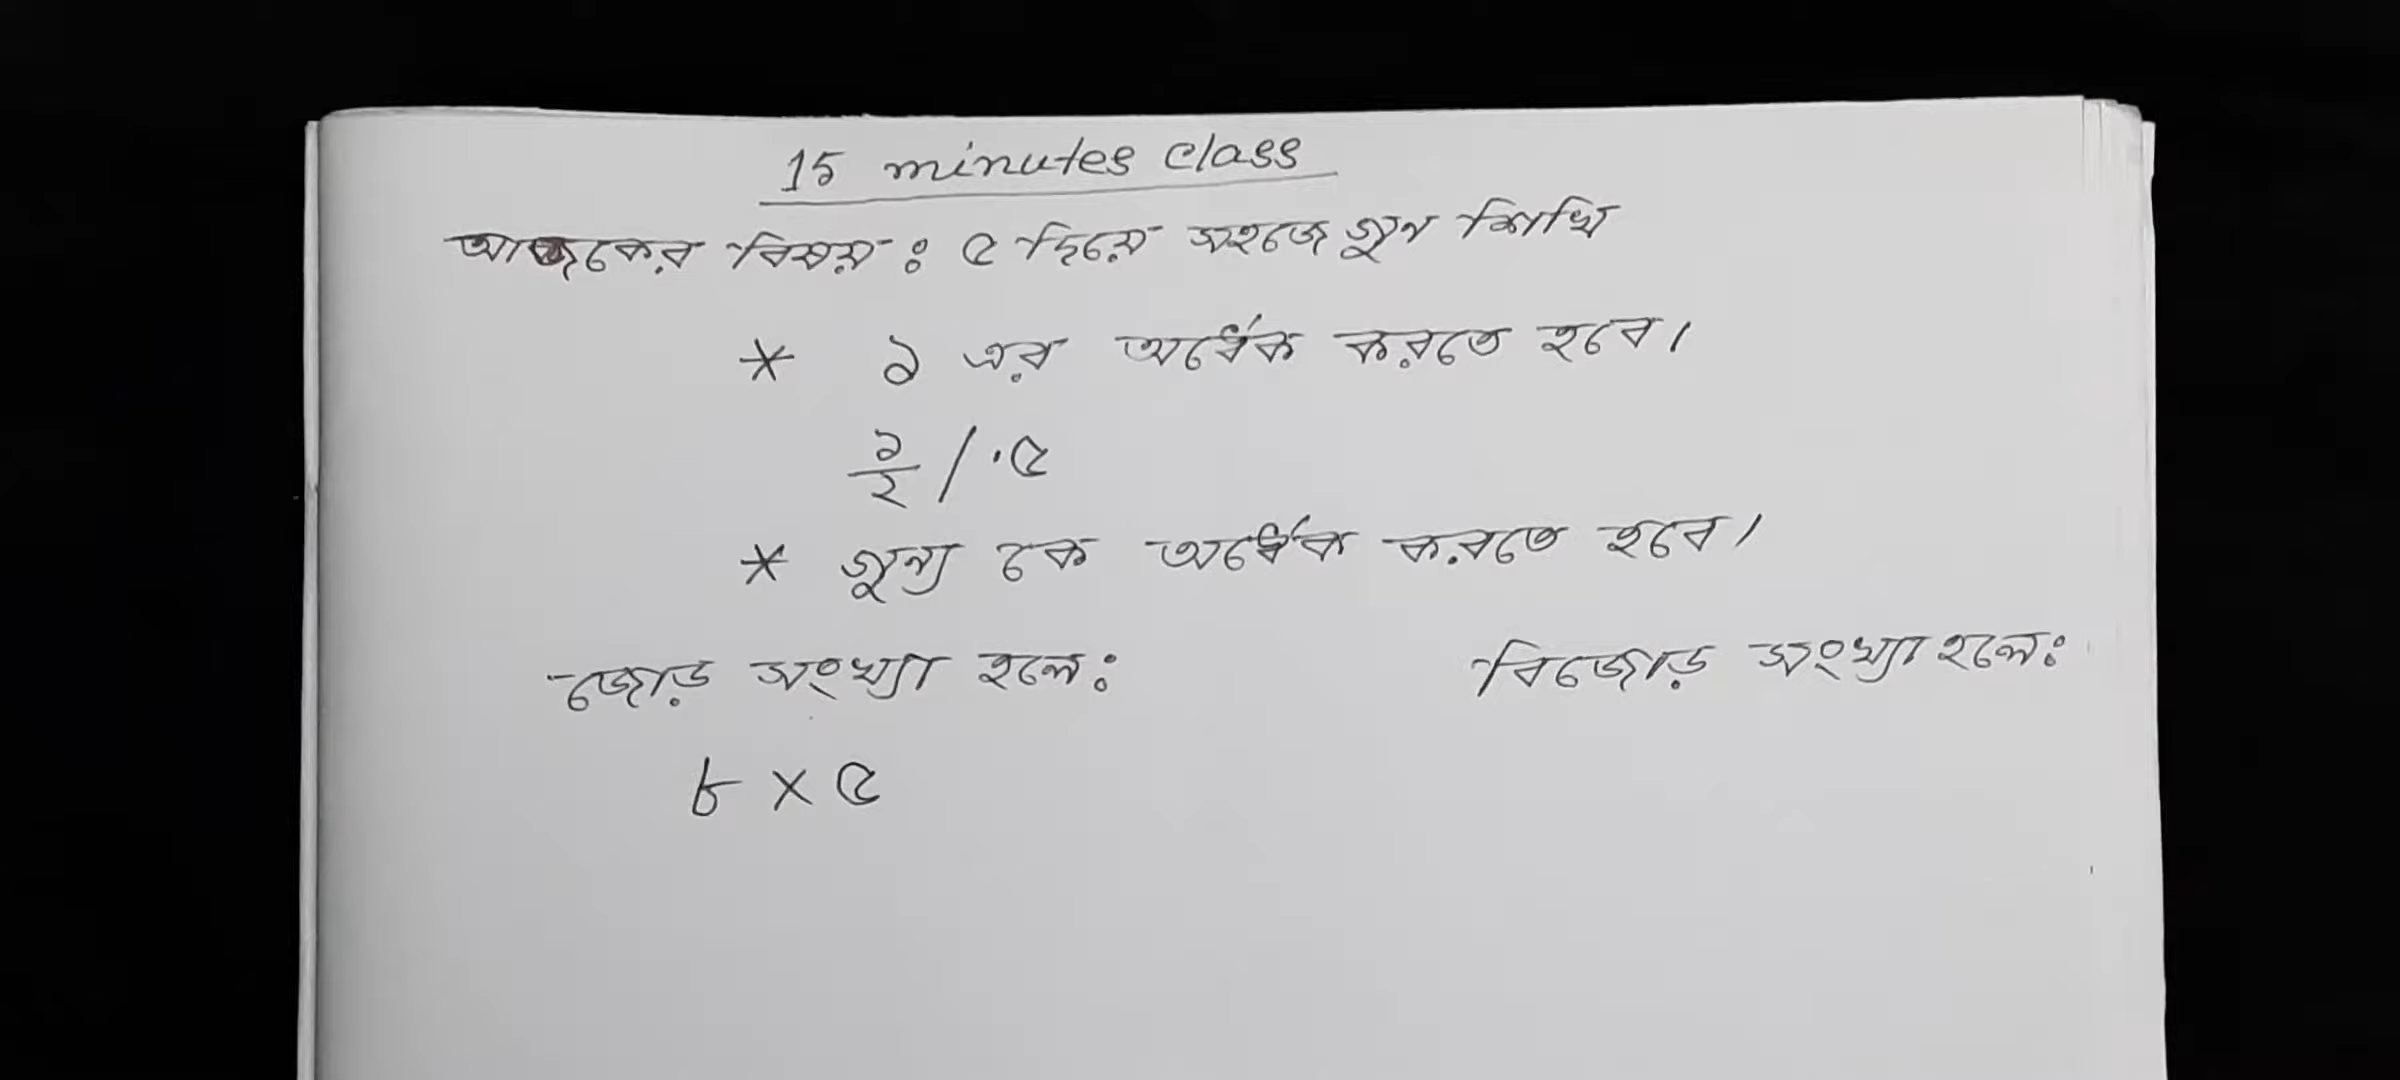 15 minutes class
আজকের বিষয়ঃ ৫ দিয়ে সহজে গুন শিখি
* ১ এর অর্ধেক করতে হবে।
১/২ / .৫
* গুন্য কে অর্ধেক করতে হবে।
জোড় সংখ্যা হলেঃ বিজোড় সংখ্যা হলেঃ
৮ × ৫